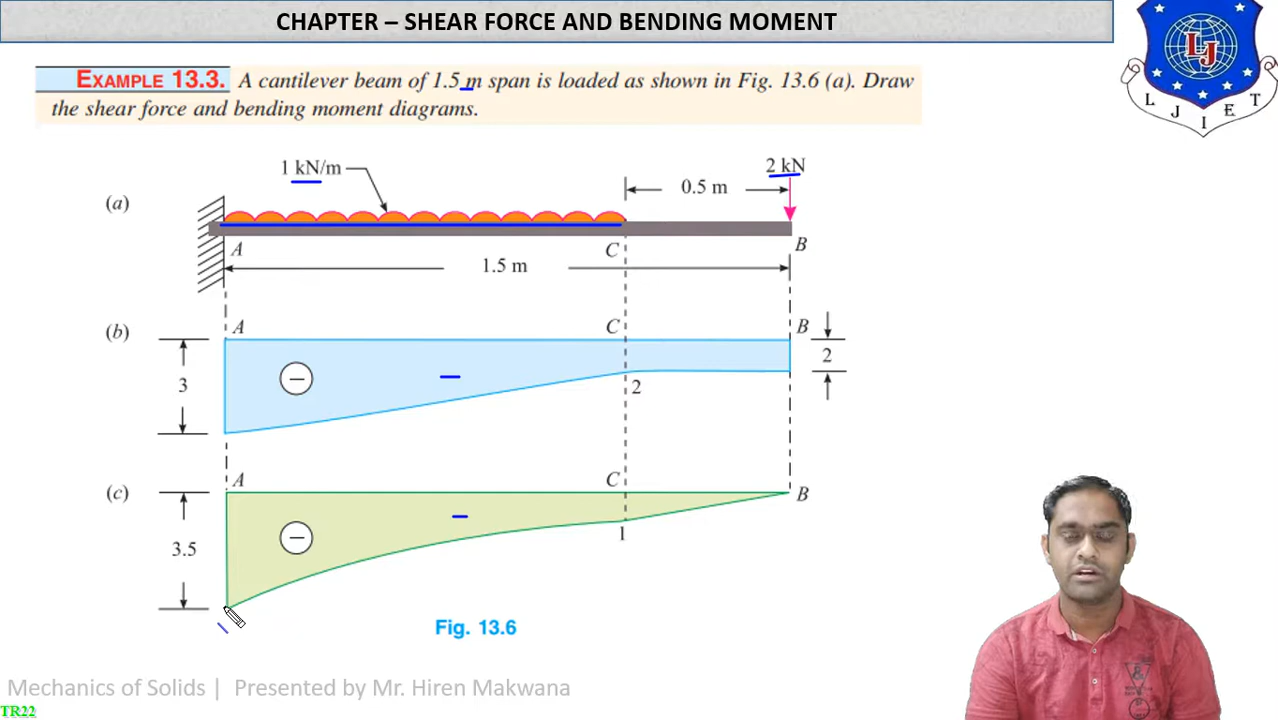 CHAPTER – SHEAR FORCE AND BENDING MOMENT
EXAMPLE 13.3. A cantilever beam of 1.5 m span is loaded as shown in Fig. 13.6 (a). Draw
the shear force and bending moment diagrams.
LJ
L J I E T
1 kN/m
2 kN
0.5 m
(a)
A C B
1.5 m
(b)
A C B
3
−
2
2
(c)
A C B
3.5
−
1
Fig. 13.6
Mechanics of Solids | Presented by Mr. Hiren Makwana
TR22